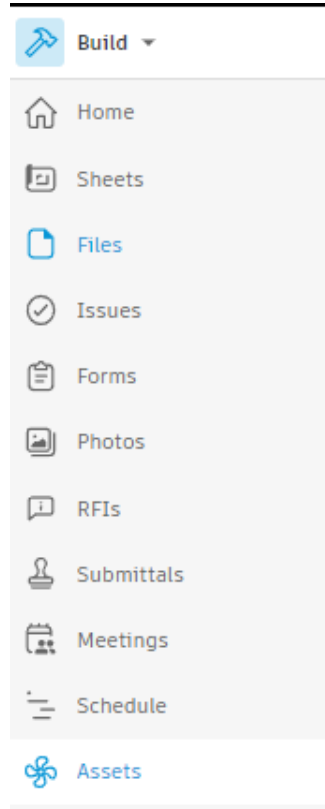 Build
Home
Sheets
Files
Issues
Forms
Photos
RFIs
Submittals
Meetings
Schedule
Assets